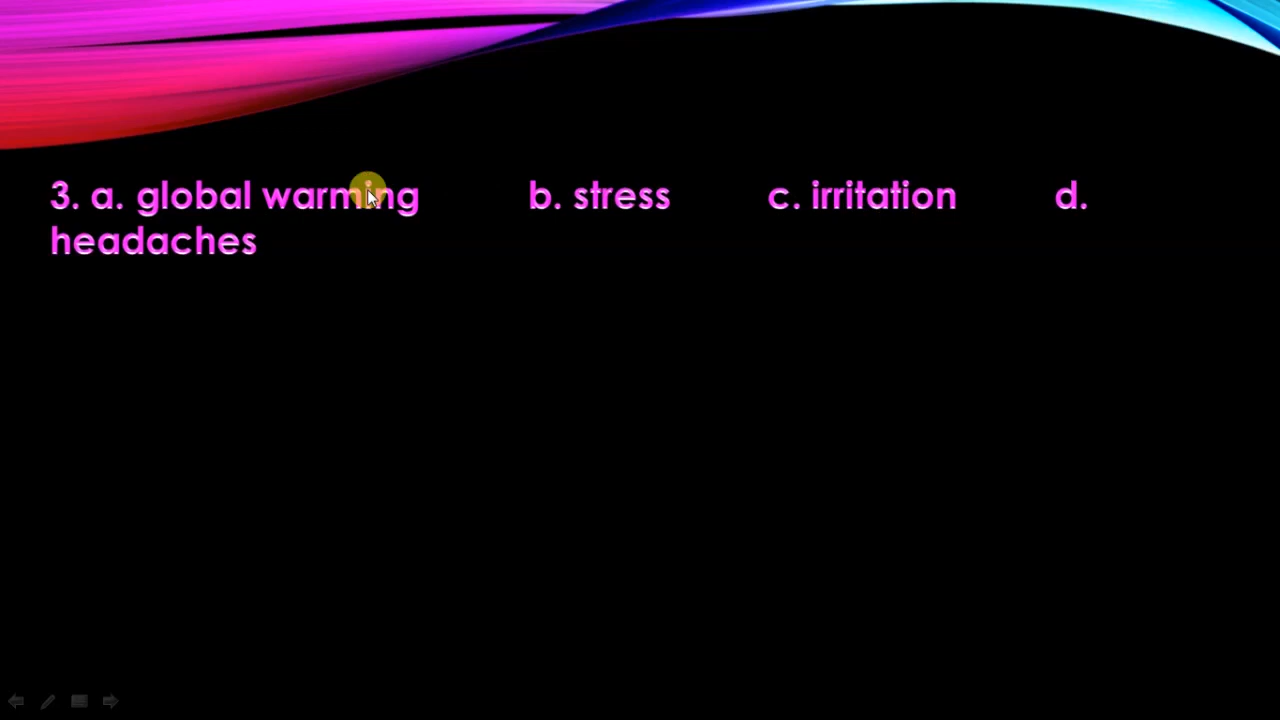 3. a. global warming b. stress c. irritation d.
headaches